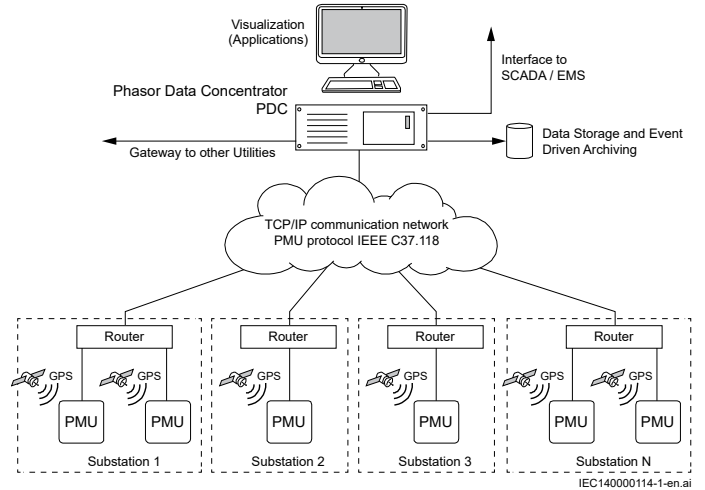 Visualization
(Applications)
Interface to
SCADA / EMS
Phasor Data Concentrator
PDC
Gateway to other Utilities
Data Storage and Event
Driven Archiving
TCP/IP communication network
PMU protocol IEEE C37.118
Router
Router
Router
Router
GPS
GPS
GPS
GPS
GPS
GPS
PMU
PMU
PMU
PMU
PMU
PMU
Substation 1
Substation 2
Substation 3
Substation N
IEC140000114-1-en.ai